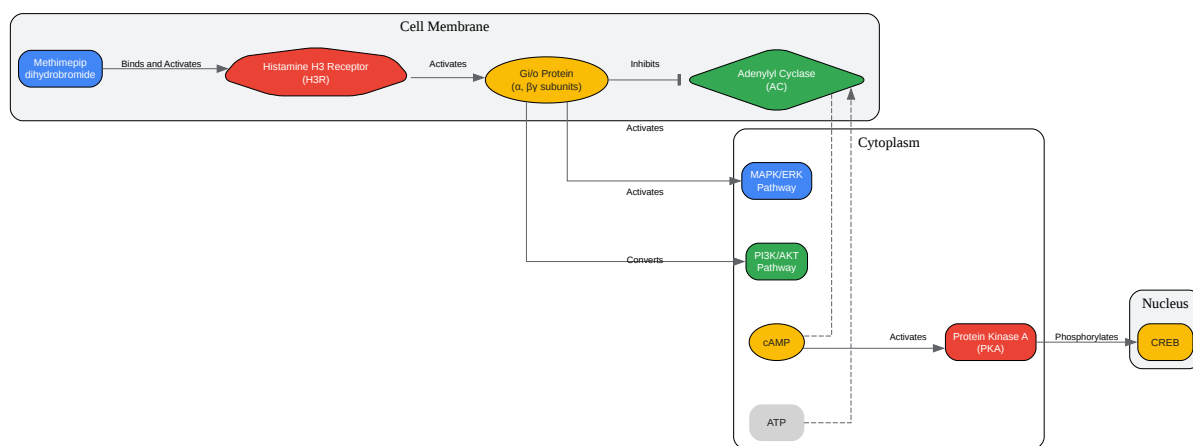 Cell Membrane
Methimepip
dihydrobromide
Binds and Activates
Histamine H3 Receptor
(H3R)
Activates
Gi/o Protein
(α, βγ subunits)
Inhibits
Adenylyl Cyclase
(AC)
Activates
Cytoplasm
MAPK/ERK
Pathway
Activates
PI3K/AKT
Pathway
Converts
cAMP
Activates
Protein Kinase A
(PKA)
Phosphorylates
Nucleus
CREB
ATP